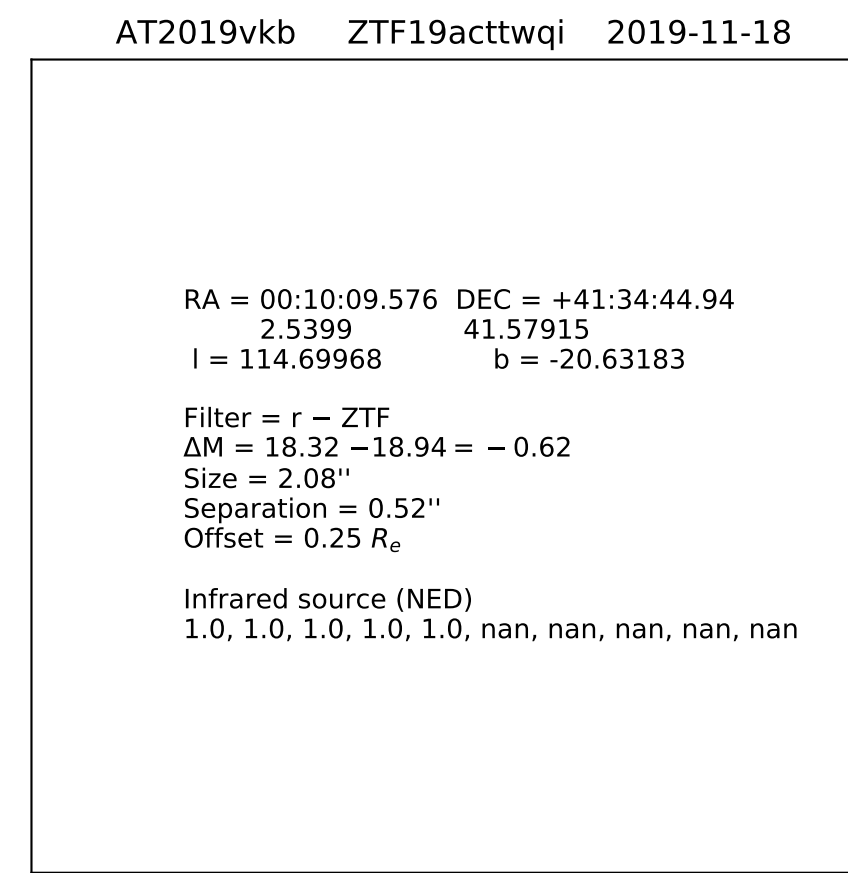 AT2019vkb ZTF19acttwqi 2019-11-18
RA = 00:10:09.576 DEC = +41:34:44.94
2.5399 41.57915
l = 114.69968 b = -20.63183
Filter = r − ZTF
ΔM = 18.32 −18.94 = −0.62
Size = 2.08''
Separation = 0.52''
Offset = 0.25 Re
Infrared source (NED)
1.0, 1.0, 1.0, 1.0, 1.0, nan, nan, nan, nan, nan